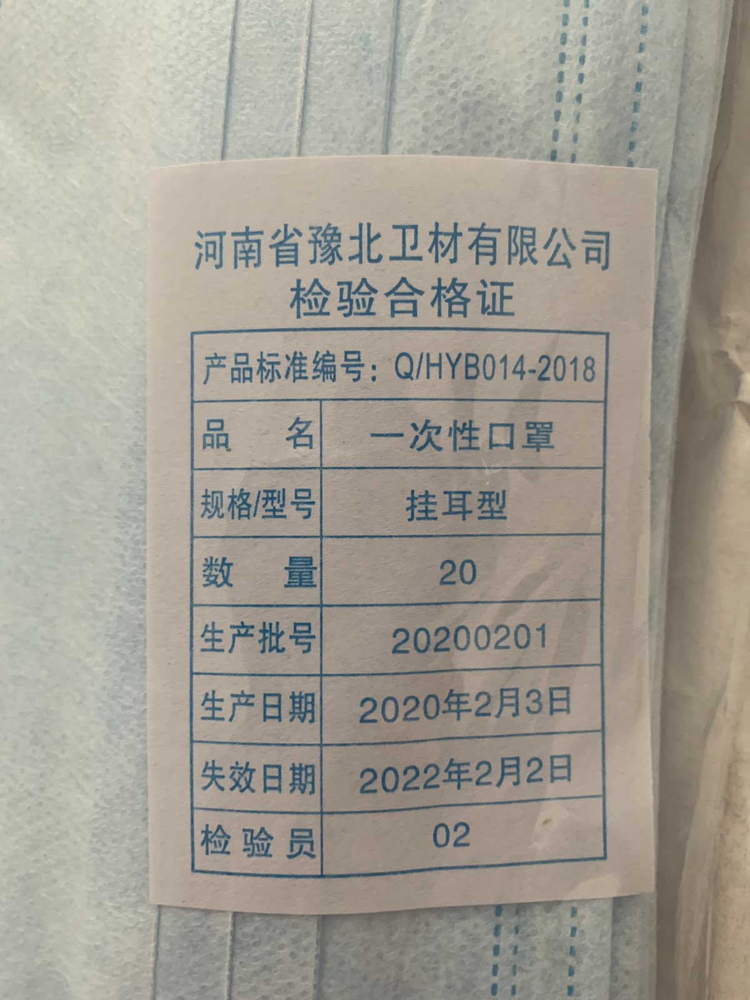 河南省豫北卫材有限公司
检验合格证
产品标准编号：Q/HYB014-2018
品名 一次性口罩
规格/型号 挂耳型
数量 20
生产批号 20200201
生产日期 2020年2月3日
失效日期 2022年2月2日
检验员 02